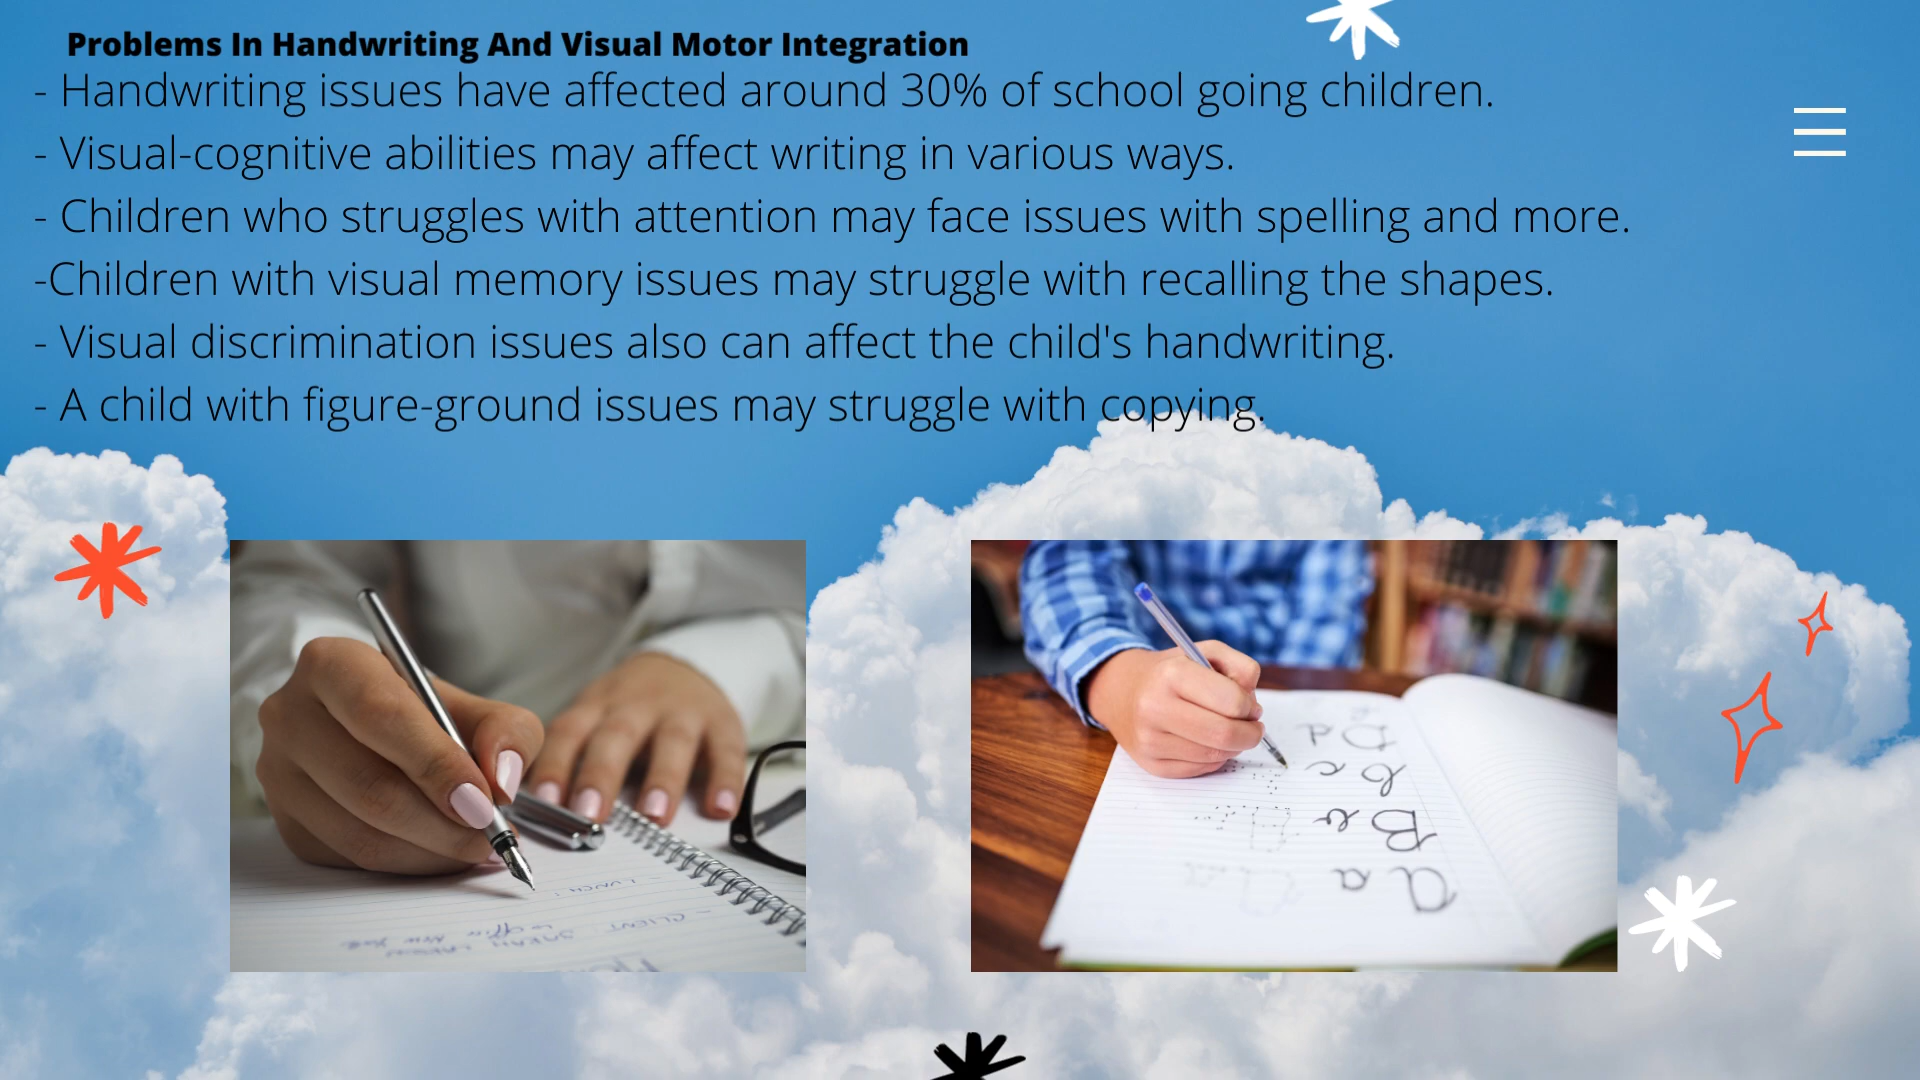 Problems In Handwriting And Visual Motor Integration
- Handwriting issues have affected around 30% of school going children.
- Visual-cognitive abilities may affect writing in various ways.
- Children who struggles with attention may face issues with spelling and more.
-Children with visual memory issues may struggle with recalling the shapes.
- Visual discrimination issues also can affect the child's handwriting.
- A child with figure-ground issues may struggle with copying.
- LUNCH
- CLIENT
a a
B